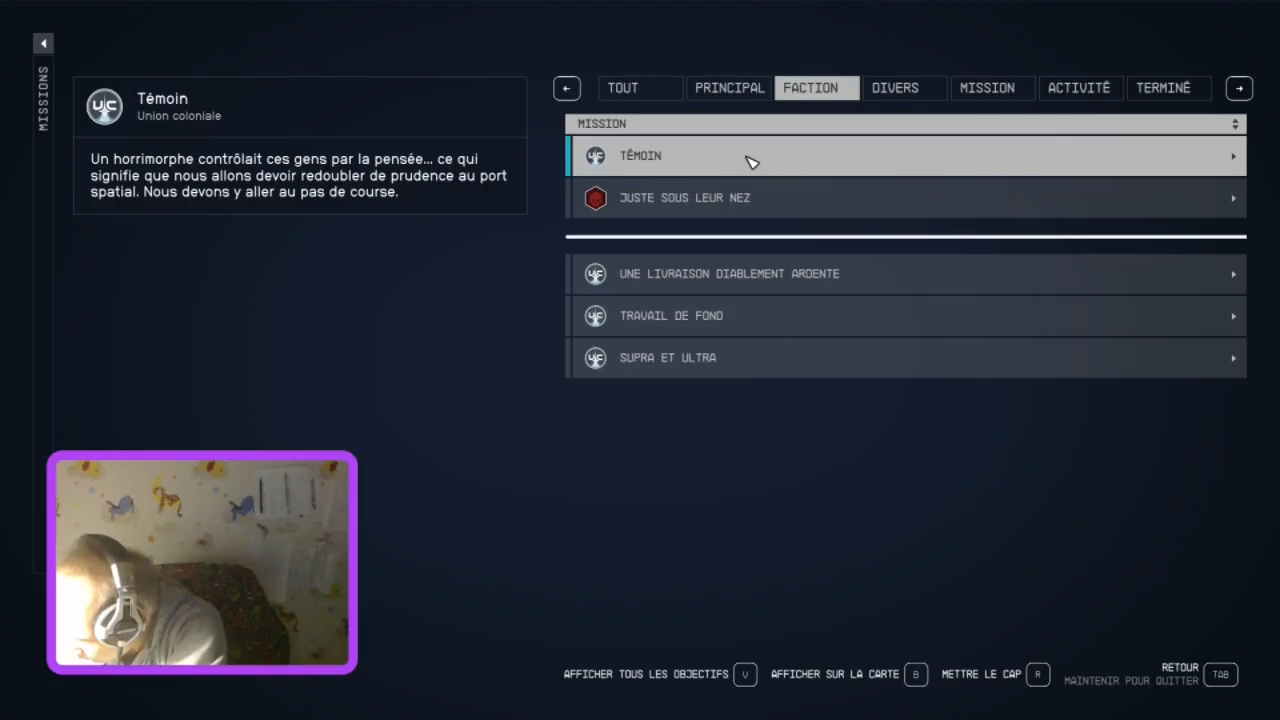 MISSIONS
Témoin
Union coloniale
Un horrimorphe contrôlait ces gens par la pensée... ce qui
signifie que nous allons devoir redoubler de prudence au port
spatial. Nous devons y aller au pas de course.
TOUT
PRINCIPAL
FACTION
DIVERS
MISSION
ACTIVITÉ
TERMINÉ
MISSION
TÉMOIN
JUSTE SOUS LEUR NEZ
UNE LIVRAISON DIABLEMENT ARDENTE
TRAVAIL DE FOND
SUPRA ET ULTRA
AFFICHER TOUS LES OBJECTIFS V
AFFICHER SUR LA CARTE B
METTRE LE CAP R
RETOUR
MAINTENIR POUR QUITTER
TAB